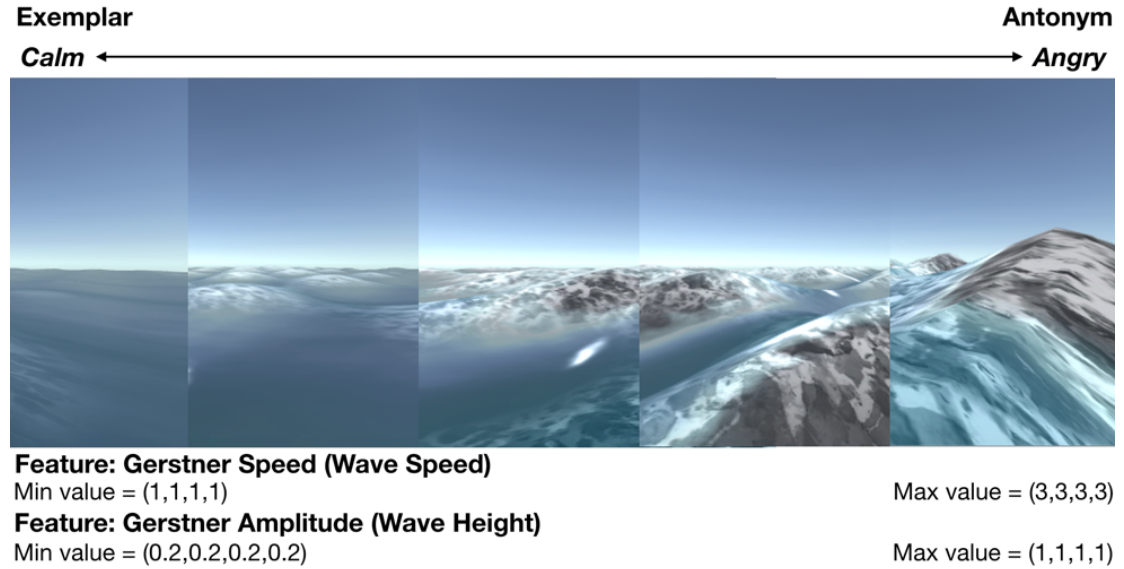 Exemplar Antonym
Calm Angry
Feature: Gerstner Speed (Wave Speed)
Min value = (1,1,1,1) Max value = (3,3,3,3)
Feature: Gerstner Amplitude (Wave Height)
Min value = (0.2,0.2,0.2,0.2) Max value = (1,1,1,1)